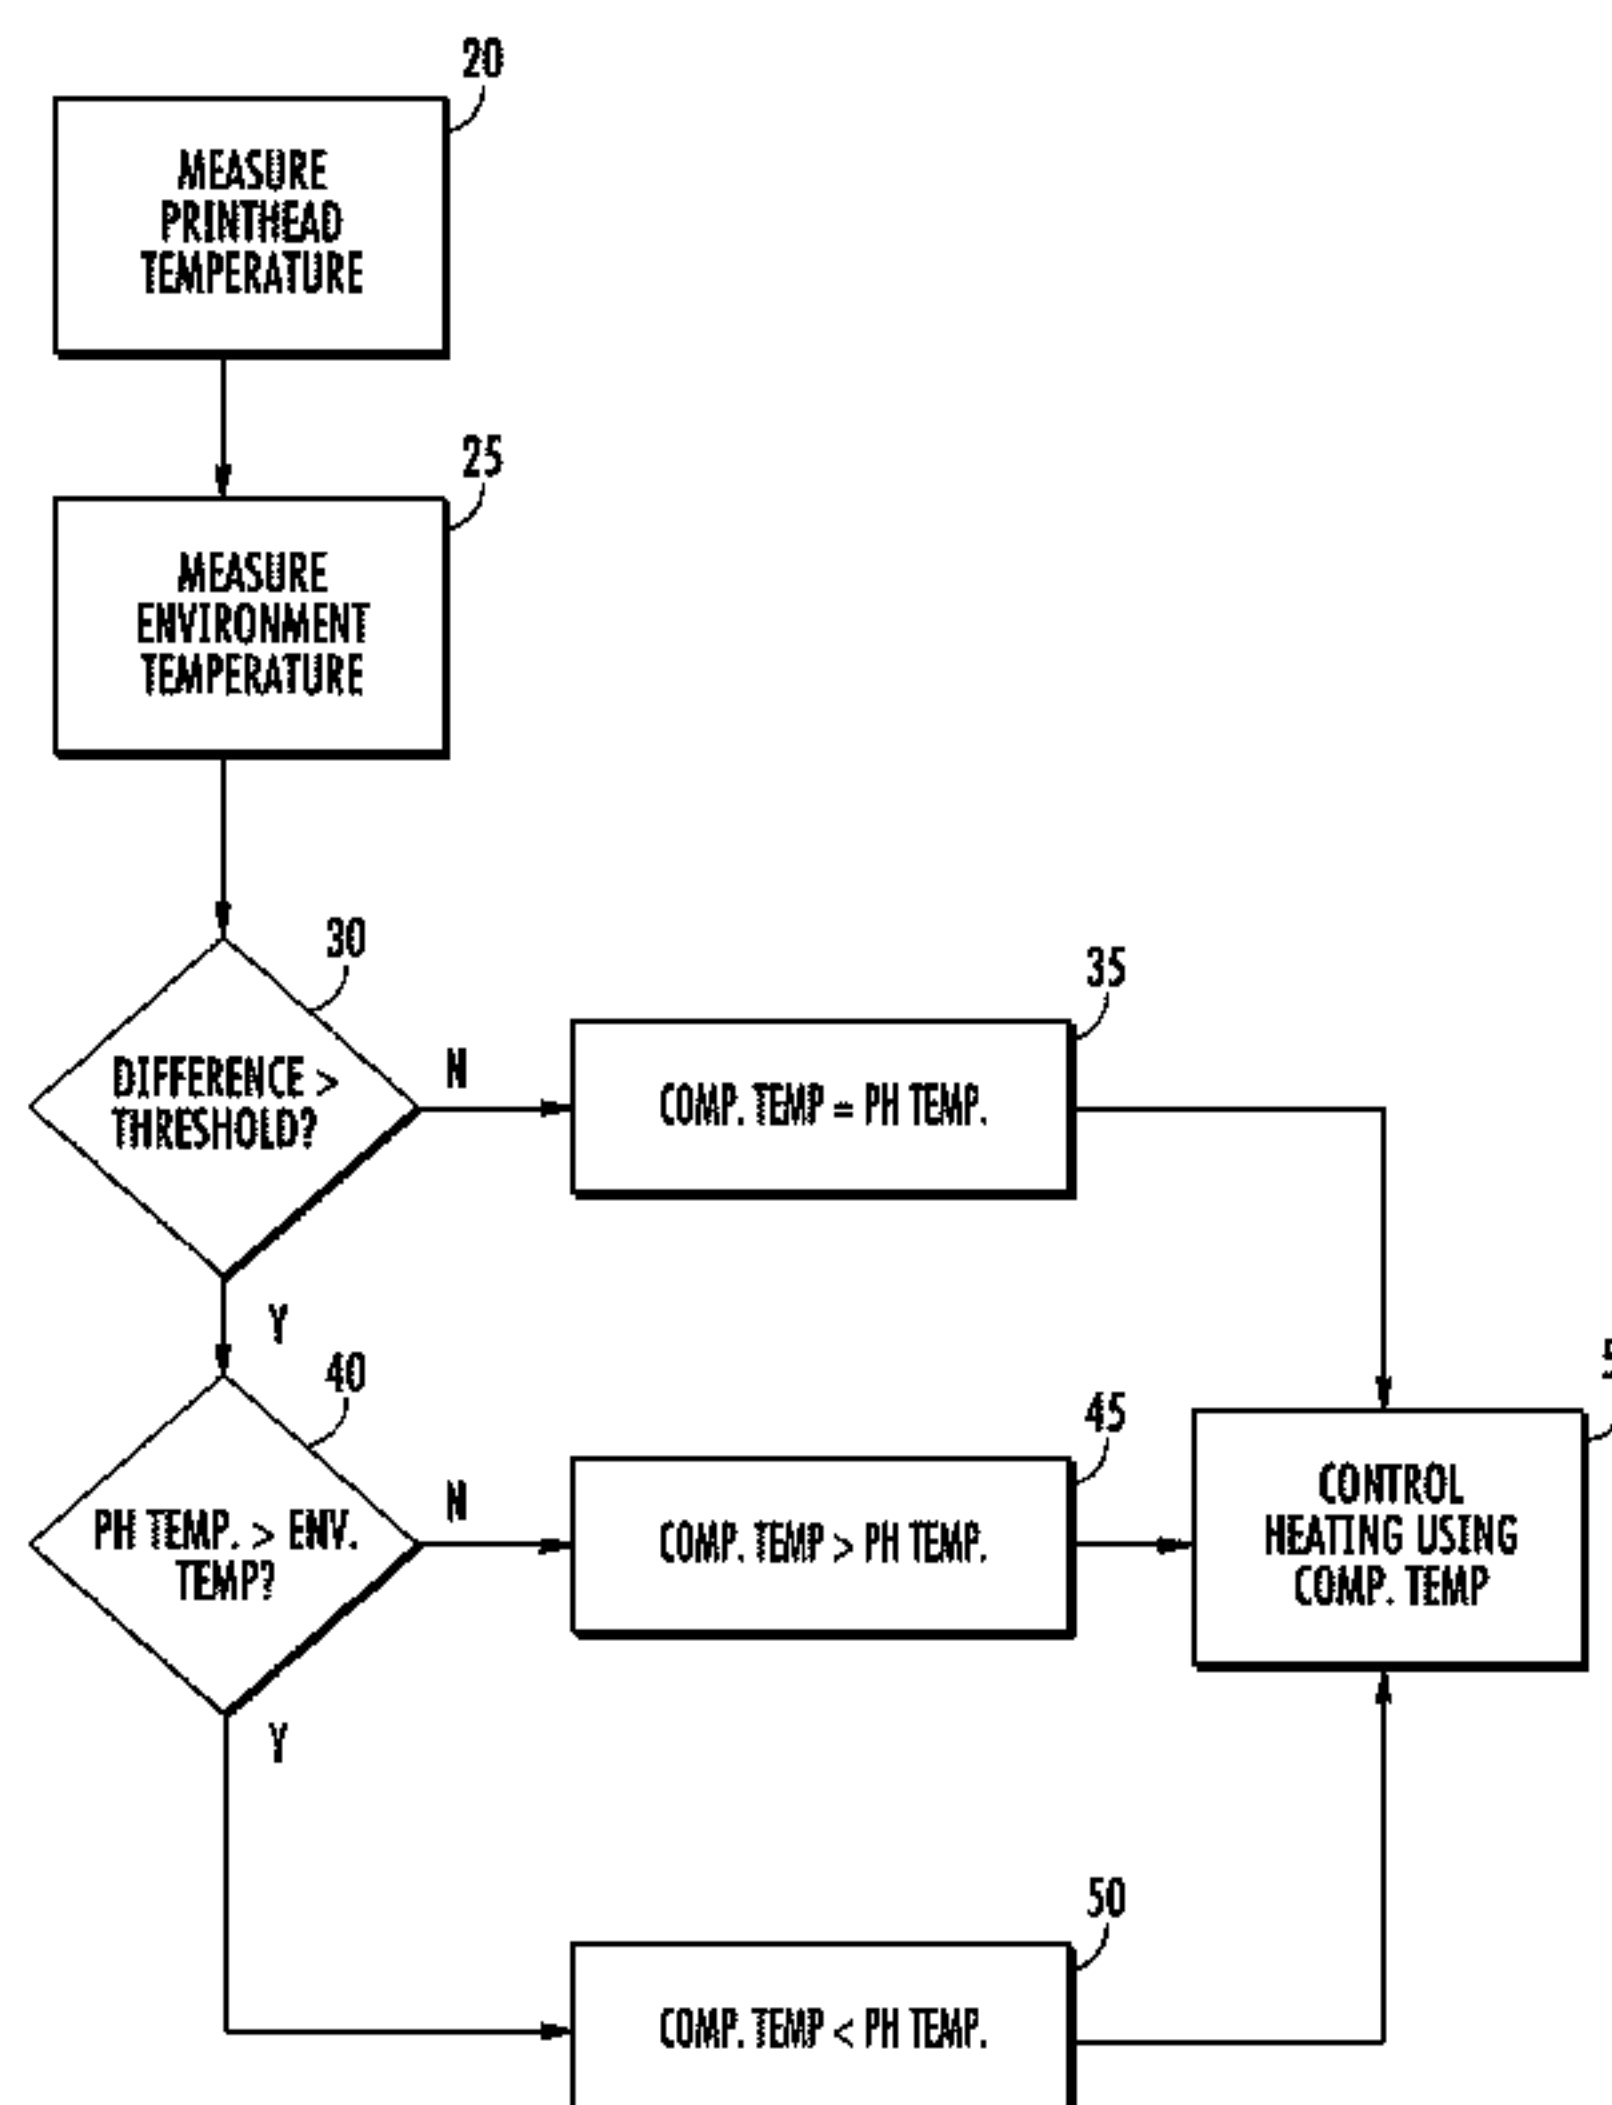 20
MEASURE
PRINTHEAD
TEMPERATURE
25
MEASURE
ENVIRONMENT
TEMPERATURE
30
DIFFERENCE >
THRESHOLD?
N
35
COMP. TEMP = PH TEMP.
Y
40
PH TEMP. > ENV.
TEMP?
N
45
COMP. TEMP > PH TEMP.
CONTROL
HEATING USING
COMP. TEMP
Y
50
COMP. TEMP < PH TEMP.